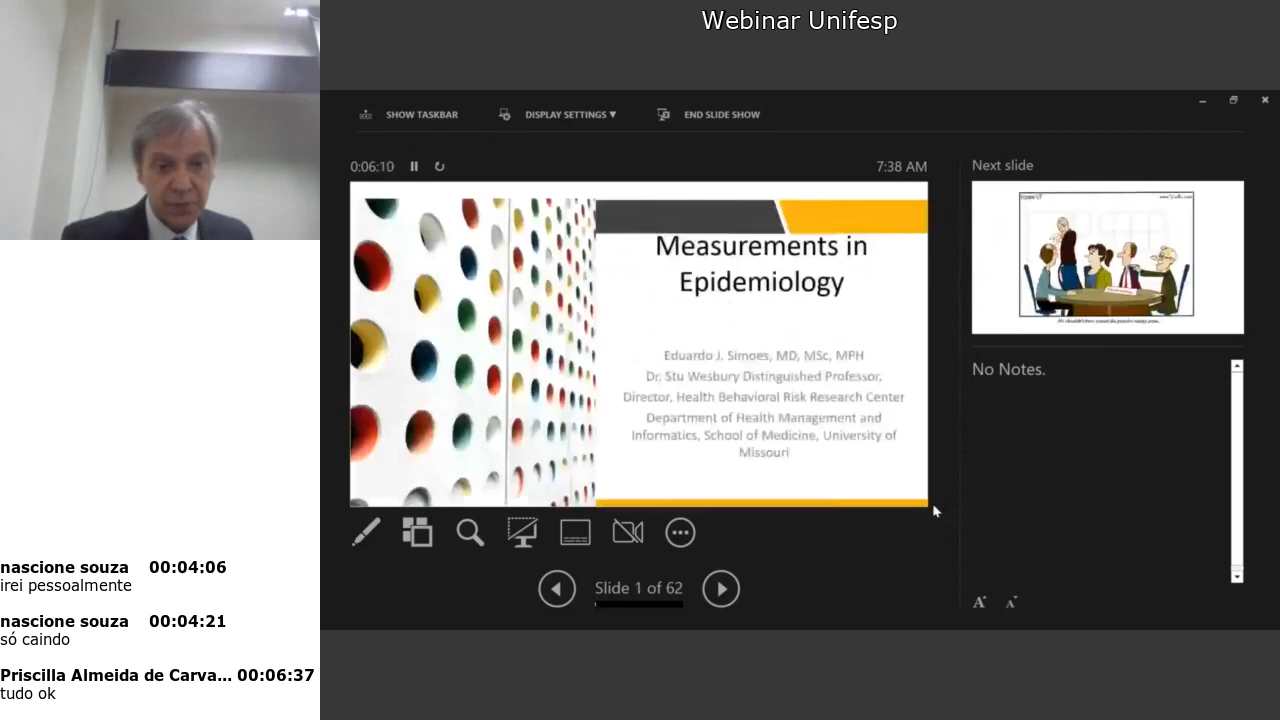 Webinar Unifesp
SHOW TASKBAR
DISPLAY SETTINGS ▼
END SLIDE SHOW
0:06:10
7:38 AM
Next slide
Measurements in
Epidemiology
Eduardo J. Simoes, MD, MSc, MPH
Dr. Stu Wesbury Distinguished Professor,
Director, Health Behavioral Risk Research Center
Department of Health Management and
Informatics, School of Medicine, University of
Missouri
No Notes.
Slide 1 of 62
nascione souza 00:04:06
irei pessoalmente
nascione souza 00:04:21
só caindo
Priscilla Almeida de Carva... 00:06:37
tudo ok